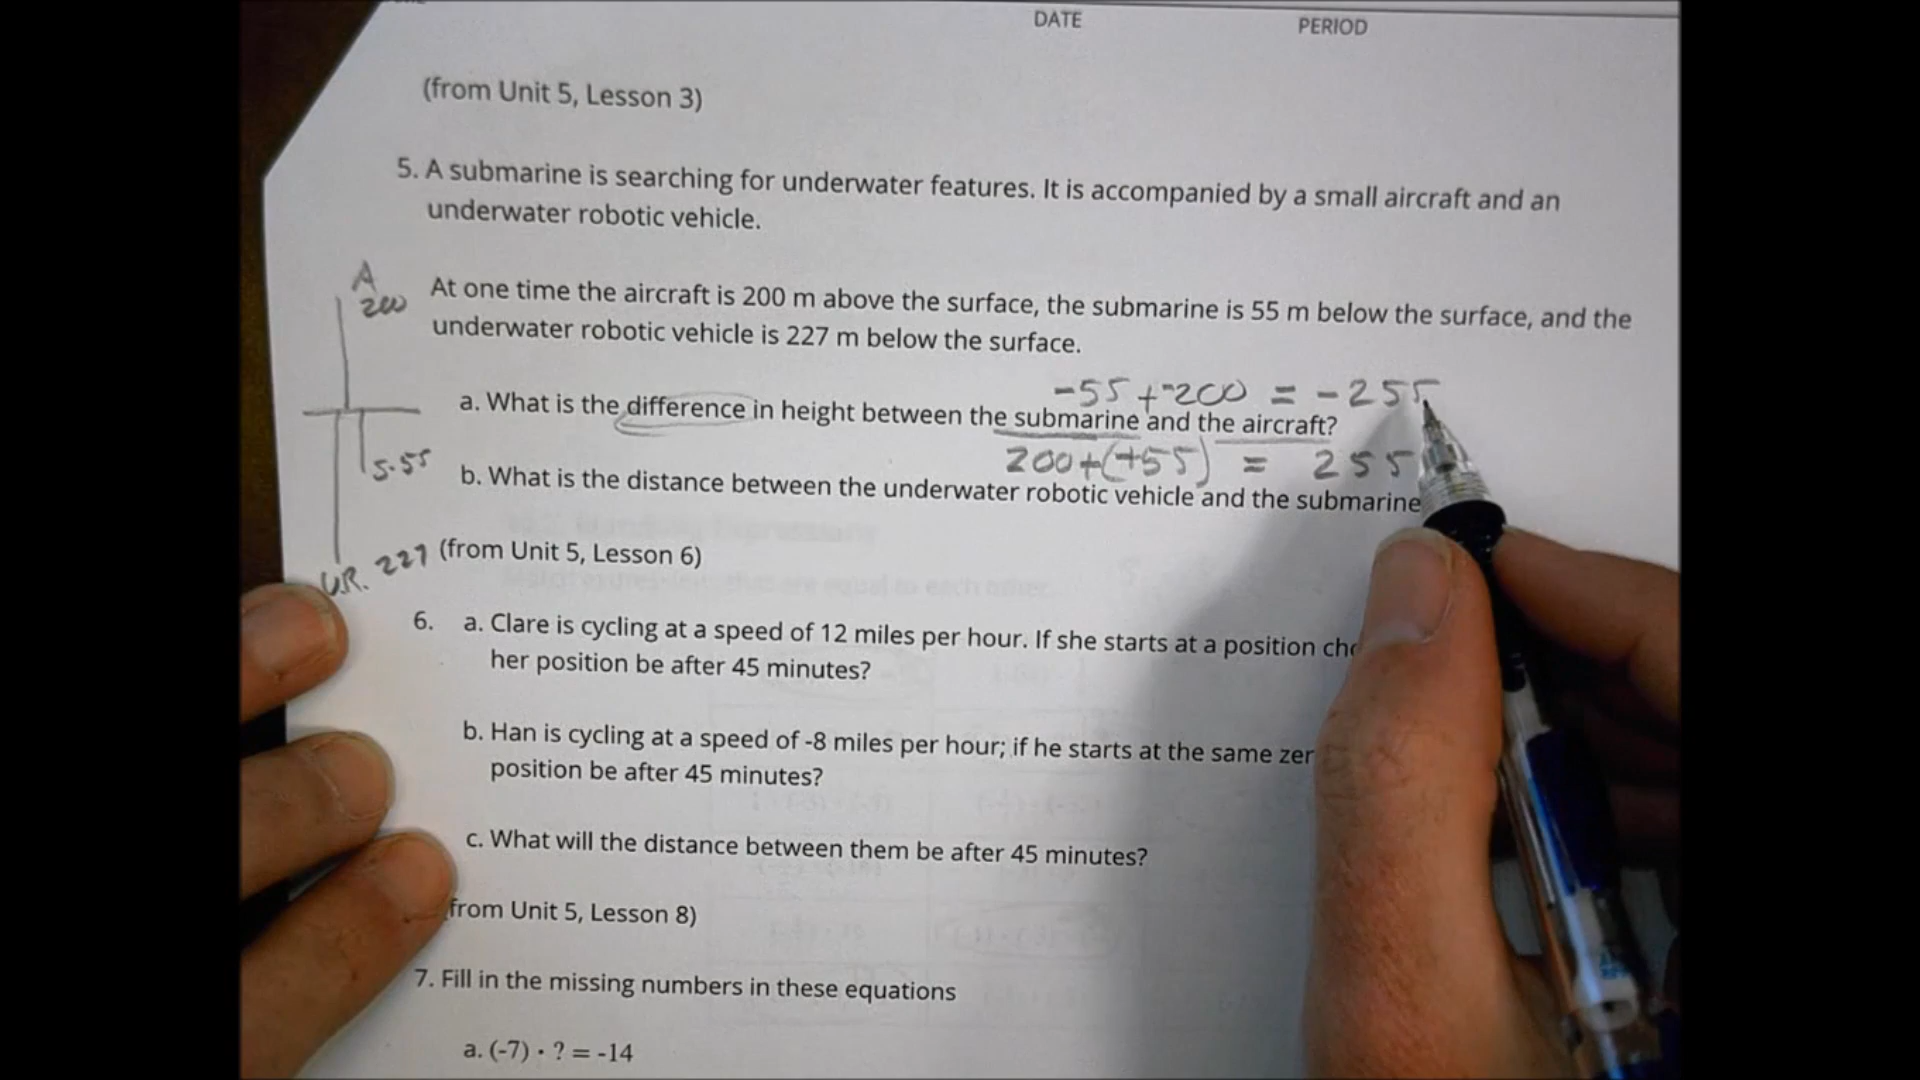 DATE PERIOD
(from Unit 5, Lesson 3)
5. A submarine is searching for underwater features. It is accompanied by a small aircraft and an
underwater robotic vehicle.
A
200
At one time the aircraft is 200 m above the surface, the submarine is 55 m below the surface, and the
underwater robotic vehicle is 227 m below the surface.
-55 + -200 = -255
a. What is the difference in height between the submarine and the aircraft?
200+(+55) = 255
S-55
b. What is the distance between the underwater robotic vehicle and the submarine
U.R. 227
(from Unit 5, Lesson 6)
6. a. Clare is cycling at a speed of 12 miles per hour. If she starts at a position
her position be after 45 minutes?
b. Han is cycling at a speed of -8 miles per hour; if he starts at the same
position be after 45 minutes?
c. What will the distance between them be after 45 minutes?
from Unit 5, Lesson 8)
7. Fill in the missing numbers in these equations
a. (-7) · ? = -14